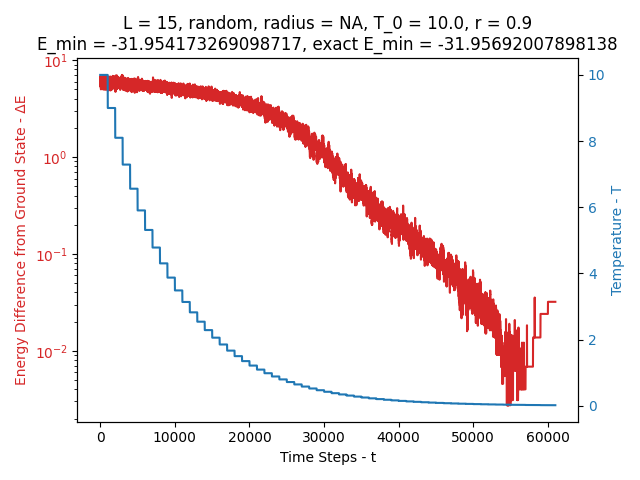 L = 15, random, radius = NA, T_0 = 10.0, r = 0.9
E_min = -31.954173269098717, exact E_min = -31.95692007898138
Energy Difference from Ground State - ΔE
10¹
10⁰
10⁻¹
10⁻²
10
8
6
4
2
0
Temperature - T
0 10000 20000 30000 40000 50000 60000
Time Steps - t